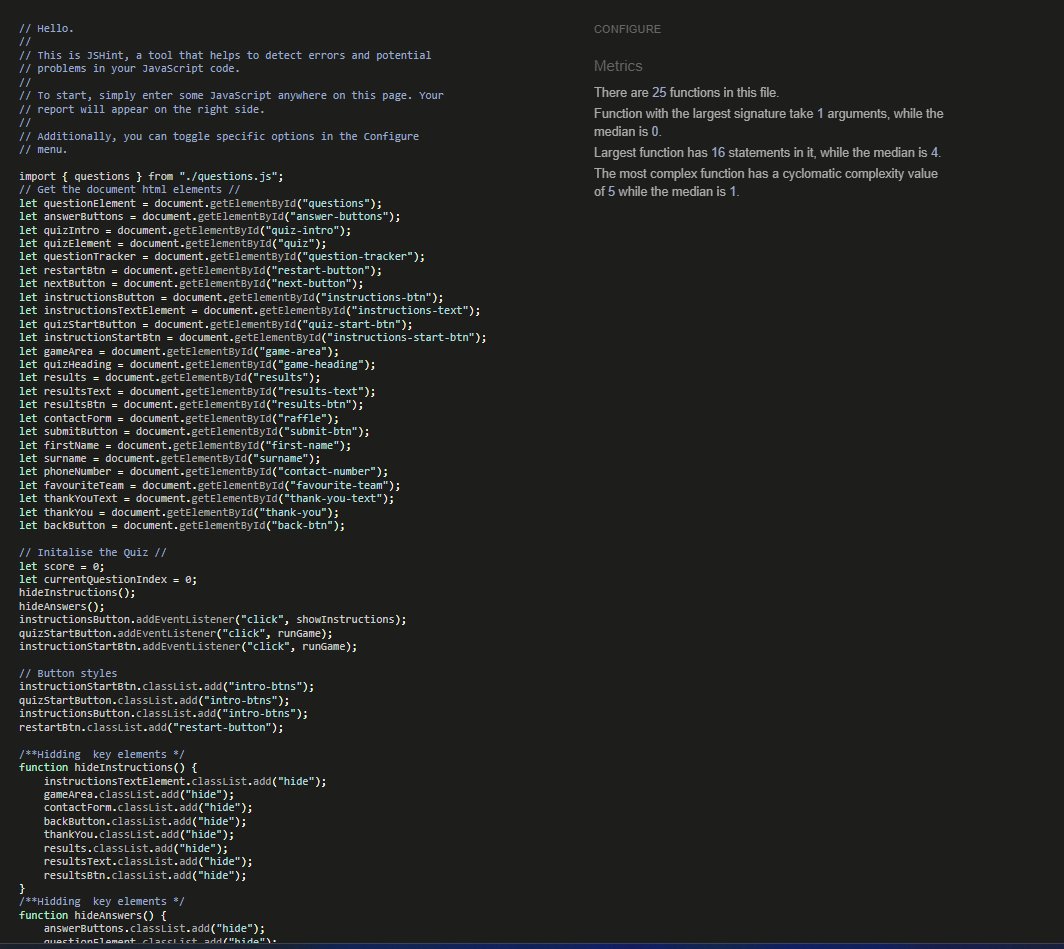 // Hello.
//
// This is JSHint, a tool that helps to detect errors and potential
// problems in your JavaScript code.
//
// To start, simply enter some JavaScript anywhere on this page. Your
// report will appear on the right side.
//
// Additionally, you can toggle specific options in the Configure
// menu.
import { questions } from "./questions.js";
// Get the document html elements //
let questionElement = document.getElementById("questions");
let answerButtons = document.getElementById("answer-buttons");
let quizIntro = document.getElementById("quiz-intro");
let quizElement = document.getElementById("quiz");
let questionTracker = document.getElementById("question-tracker");
let restartBtn = document.getElementById("restart-button");
let nextButton = document.getElementById("next-button");
let instructionsButton = document.getElementById("instructions-btn");
let instructionsTextElement = document.getElementById("instructions-text");
let quizStartButton = document.getElementById("quiz-start-btn");
let instructionStartBtn = document.getElementById("instructions-start-btn");
let gameArea = document.getElementById("game-area");
let quizHeading = document.getElementById("game-heading");
let results = document.getElementById("results");
let resultsText = document.getElementById("results-text");
let resultsBtn = document.getElementById("results-btn");
let contactForm = document.getElementById("raffle");
let submitButton = document.getElementById("submit-btn");
let firstName = document.getElementById("first-name");
let surname = document.getElementById("surname");
let phoneNumber = document.getElementById("contact-number");
let favouriteTeam = document.getElementById("favourite-team");
let thankYouText = document.getElementById("thank-you-text");
let thankYou = document.getElementById("thank-you");
let backButton = document.getElementById("back-btn");
// Initalise the Quiz //
let score = 0;
let currentQuestionIndex = 0;
hideInstructions();
hideAnswers();
instructionsButton.addEventListener("click", showInstructions);
quizStartButton.addEventListener("click", runGame);
instructionStartBtn.addEventListener("click", runGame);
// Button styles
instructionStartBtn.classList.add("intro-btns");
quizStartButton.classList.add("intro-btns");
instructionsButton.classList.add("intro-btns");
restartBtn.classList.add("restart-button");
/**Hidding  key elements */
function hideInstructions() {
    instructionsTextElement.classList.add("hide");
    gameArea.classList.add("hide");
    contactForm.classList.add("hide");
    backButton.classList.add("hide");
    thankYou.classList.add("hide");
    results.classList.add("hide");
    resultsText.classList.add("hide");
    resultsBtn.classList.add("hide");
}
/**Hidding  key elements */
function hideAnswers() {
    answerButtons.classList.add("hide");
    questionElement.classList.add("hide");
CONFIGURE
Metrics
There are 25 functions in this file.
Function with the largest signature take 1 arguments, while the
median is 0.
Largest function has 16 statements in it, while the median is 4.
The most complex function has a cyclomatic complexity value
of 5 while the median is 1.